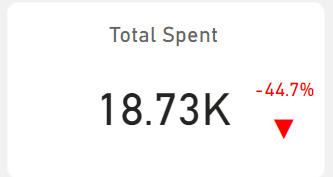 Total Spent
18.73K
-44.7%
▼